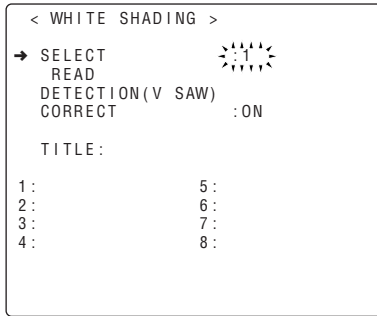 < WHITE SHADING >
➔ SELECT :1
READ
DETECTION(V SAW)
CORRECT :ON
TITLE:
1: 5:
2: 6:
3: 7:
4: 8: